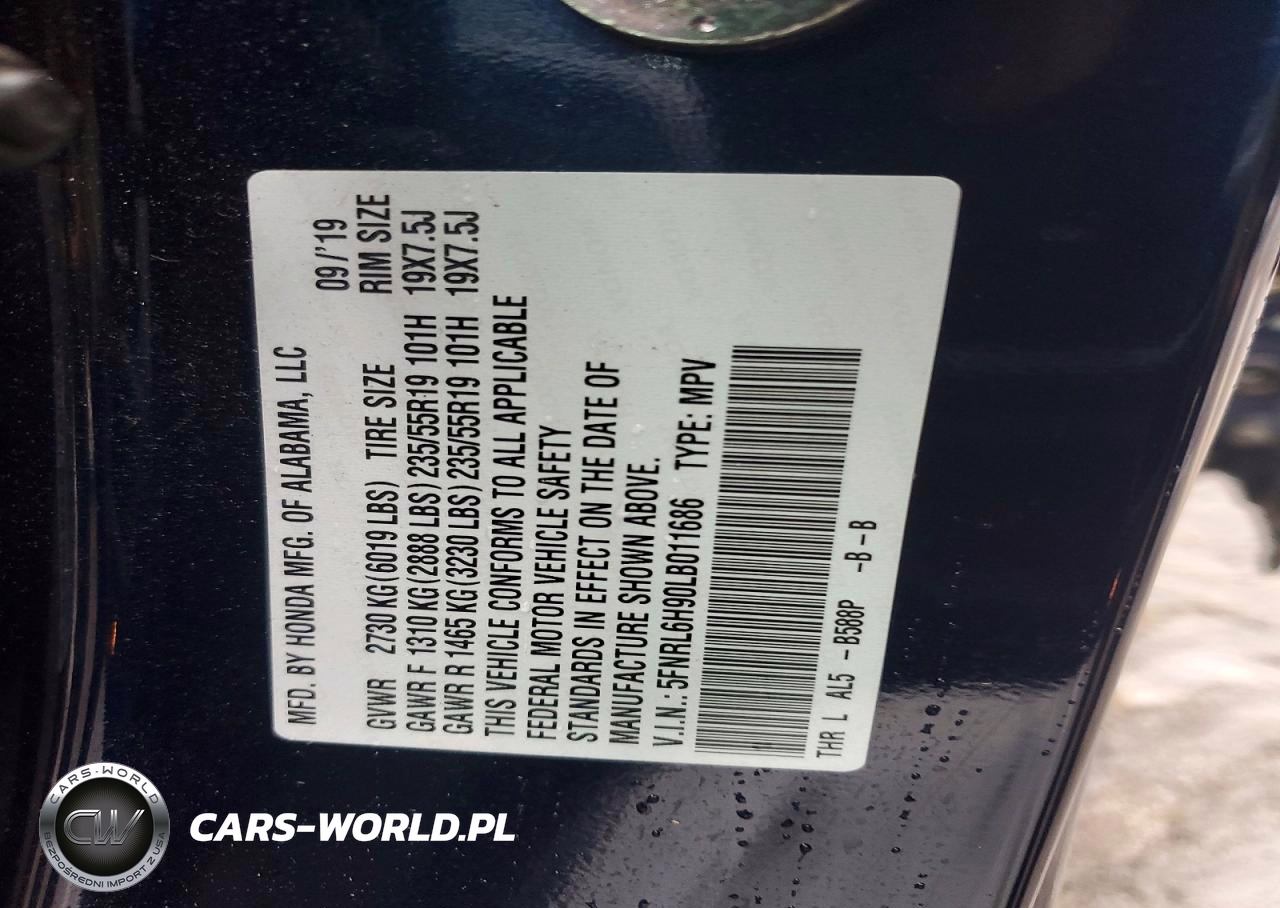 MFD. BY HONDA MFG. OF ALABAMA, LLC
09/'19
GVWR 2730 KG(6019 LBS) TIRE SIZE RIM SIZE
GAWR F 1310 KG(2888 LBS) 235/55R19 101H 19X7.5J
GAWR R 1465 KG(3230 LBS) 235/55R19 101H 19X7.5J
THIS VEHICLE CONFORMS TO ALL APPLICABLE
FEDERAL MOTOR VEHICLE SAFETY
STANDARDS IN EFFECT ON THE DATE OF
MANUFACTURE SHOWN ABOVE.
V.I.N.: 5FNRL6H90LB011686 TYPE: MPV
THR L AL5 -B588P -B-B
CARS-WORLD
CW
BEZPOŚREDNI IMPORT Z USA
CARS-WORLD.PL